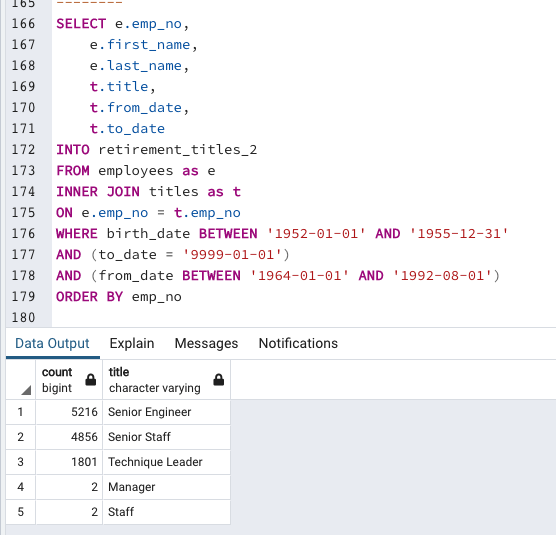 165 --------
166 SELECT e.emp_no,
167 e.first_name,
168 e.last_name,
169 t.title,
170 t.from_date,
171 t.to_date
172 INTO retirement_titles_2
173 FROM employees as e
174 INNER JOIN titles as t
175 ON e.emp_no = t.emp_no
176 WHERE birth_date BETWEEN '1952-01-01' AND '1955-12-31'
177 AND (to_date = '9999-01-01')
178 AND (from_date BETWEEN '1964-01-01' AND '1992-08-01')
179 ORDER BY emp_no
180
Data Output Explain Messages Notifications
count title
bigint character varying
1 5216 Senior Engineer
2 4856 Senior Staff
3 1801 Technique Leader
4 2 Manager
5 2 Staff